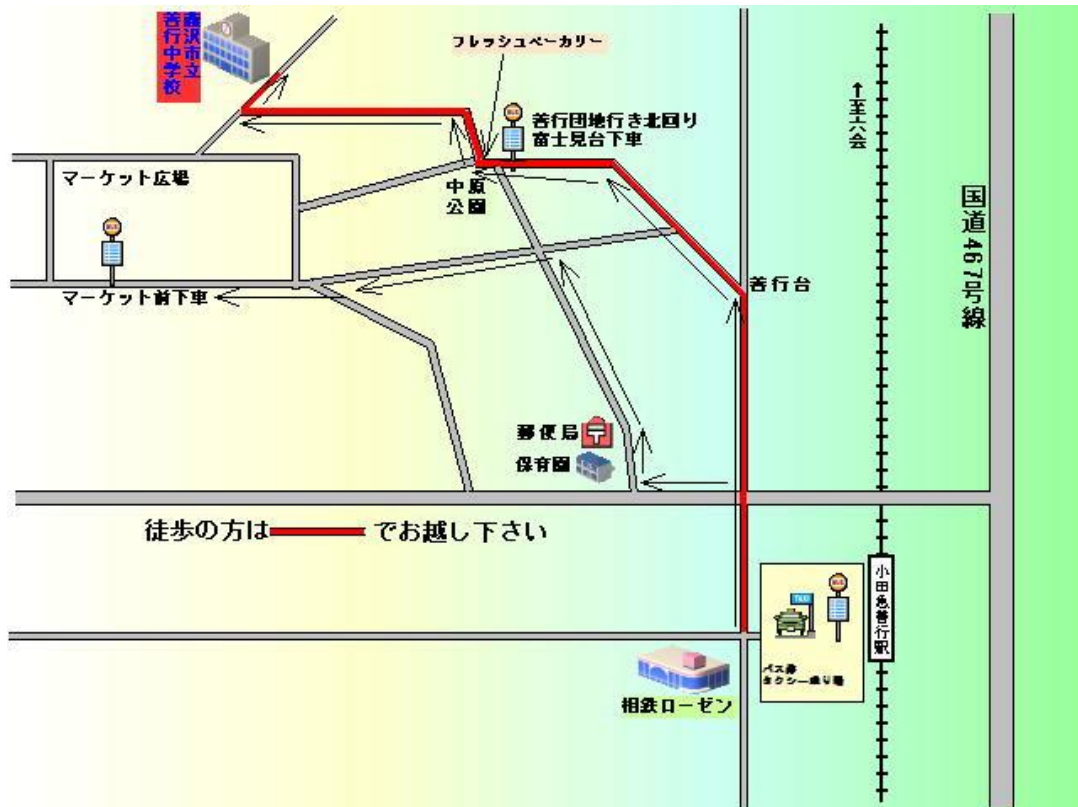 藤沢市立
善行中学校
フレッシュベーカリー
善行団地行き北回り
富士見台下車
↑至六会
マーケット広場
中原
公園
国道467号線
マーケット前下車
善行台
郵便局
保育園
徒歩の方は
でお越し下さい
小田急善行駅
TAXI
バス停
タクシー乗り場
相鉄ローゼン
BUS
BUS
BUS